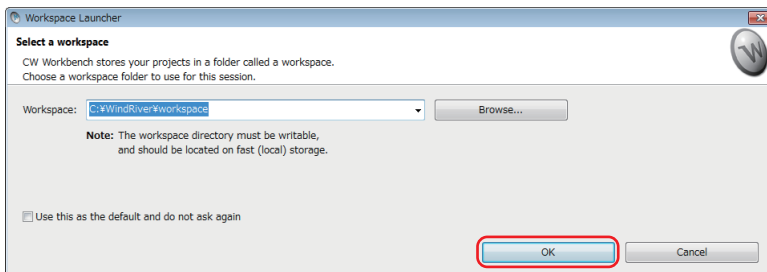 Workspace Launcher
Select a workspace
CW Workbench stores your projects in a folder called a workspace.
Choose a workspace folder to use for this session.
Workspace: C:¥WindRiver¥workspace Browse...
Note: The workspace directory must be writable,
and should be located on fast (local) storage.
Use this as the default and do not ask again
OK Cancel